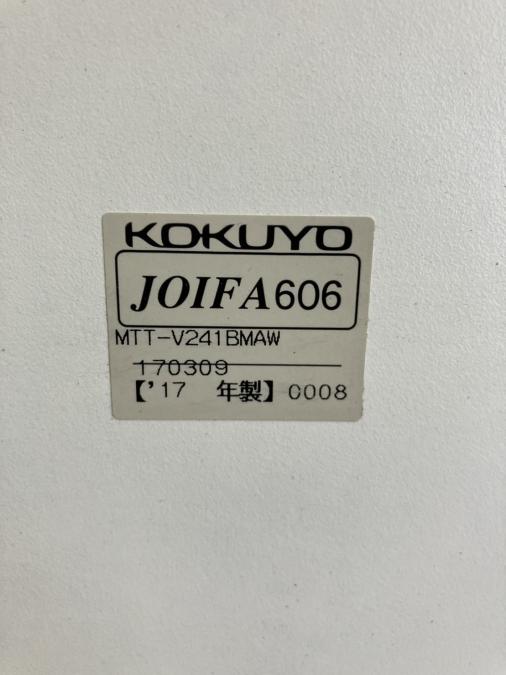 KOKUYO
JOIFA606
MTT-V241BMAW
170309
【'17 年製】 0008